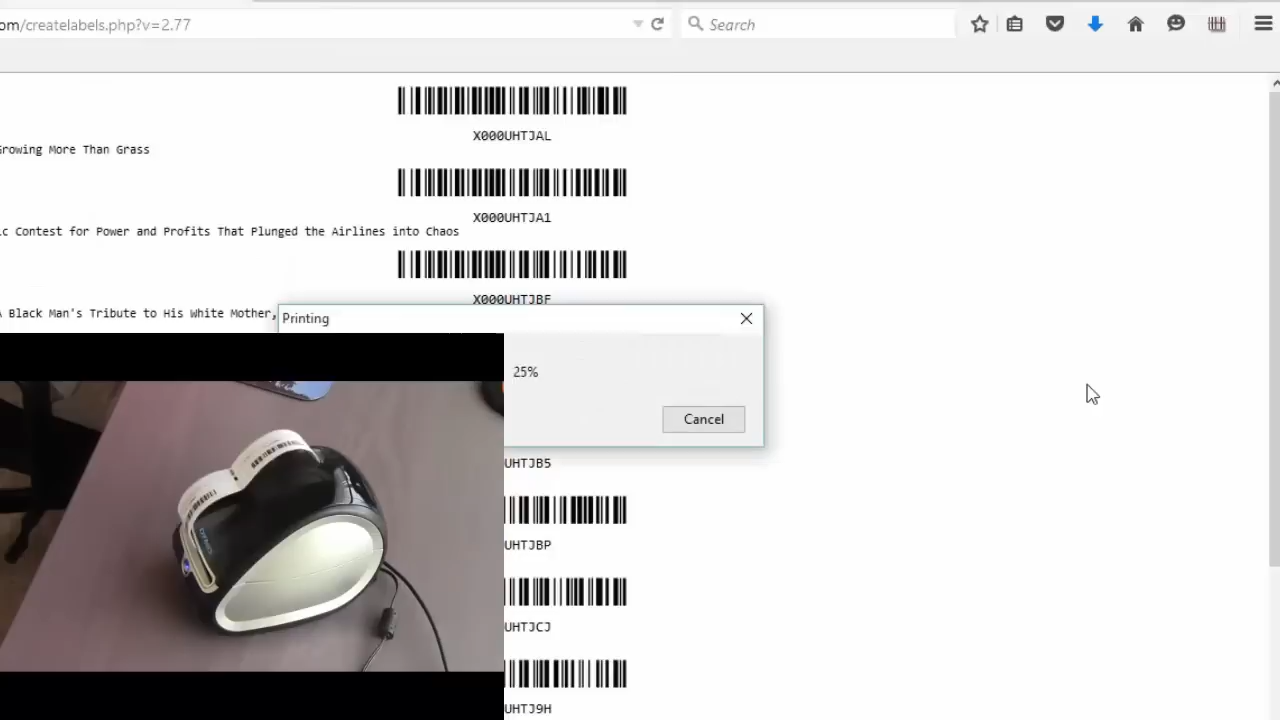 om/createlabels.php?v=2.77
Search
X000UHTJAL
Growing More Than Grass
X000UHTJA1
ic Contest for Power and Profits That Plunged the Airlines into Chaos
X000UHTJBF
A Black Man's Tribute to His White Mother,
Printing
25%
Cancel
UHTJB5
UHTJBP
UHTJCJ
UHTJ9H
DYMO